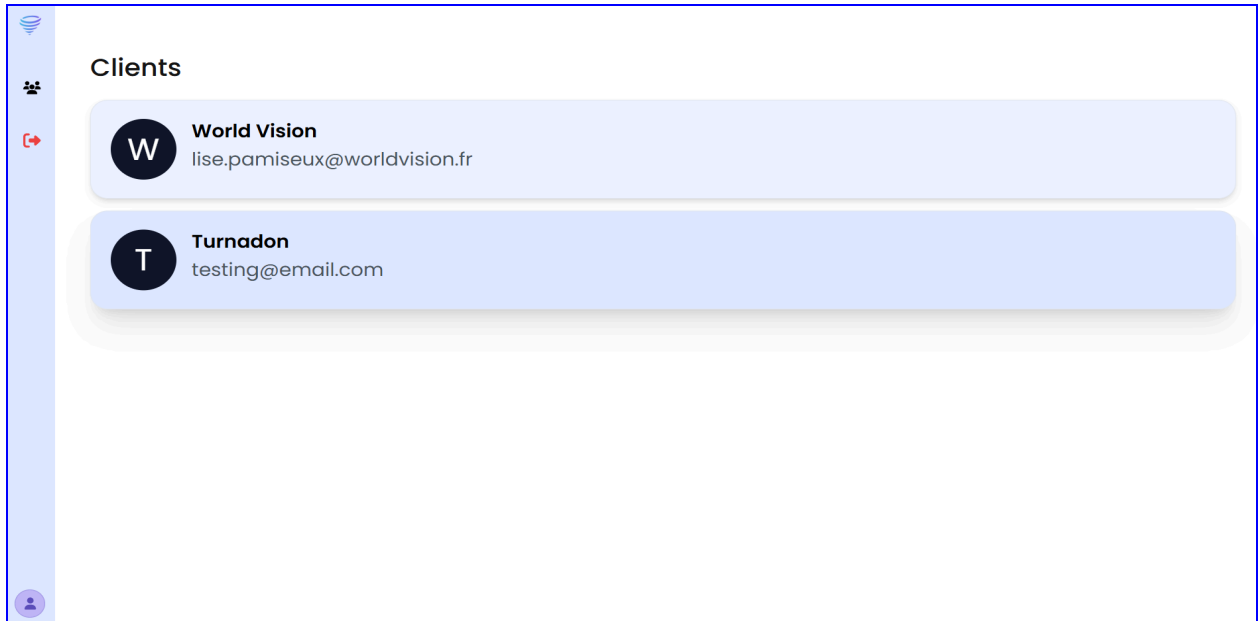 Clients
W
World Vision
lise.pamiseux@worldvision.fr
T
Turnadon
testing@email.com